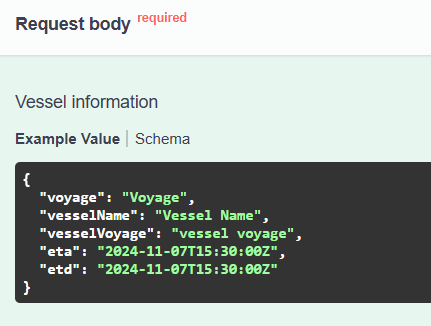 Request body required
Vessel information
Example Value | Schema
{
  "voyage": "Voyage",
  "vesselName": "Vessel Name",
  "vesselVoyage": "vessel voyage",
  "eta": "2024-11-07T15:30:00Z",
  "etd": "2024-11-07T15:30:00Z"
}